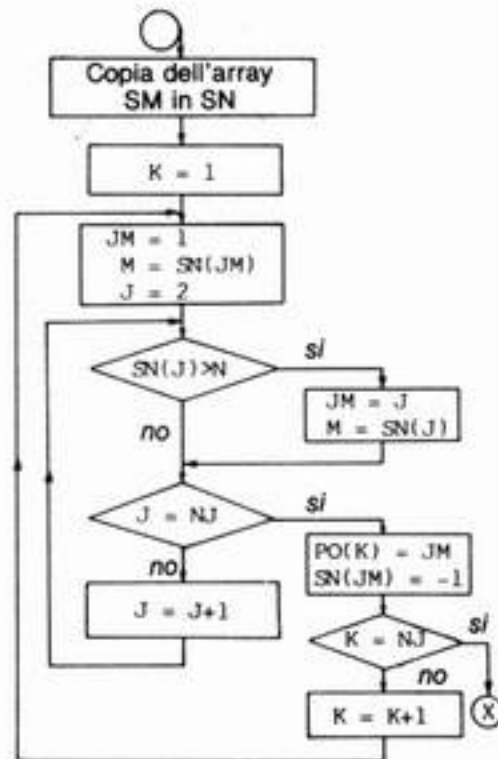 Copia dell'array
SM in SN
K = 1
JM = 1
M = SN(JM)
J = 2
SN(J)>N
si
JM = J
M = SN(J)
no
J = NJ
si
PO(K) = JM
SN(JM) = -1
no
J = J+1
K = NJ
si
no
K = K+1
X